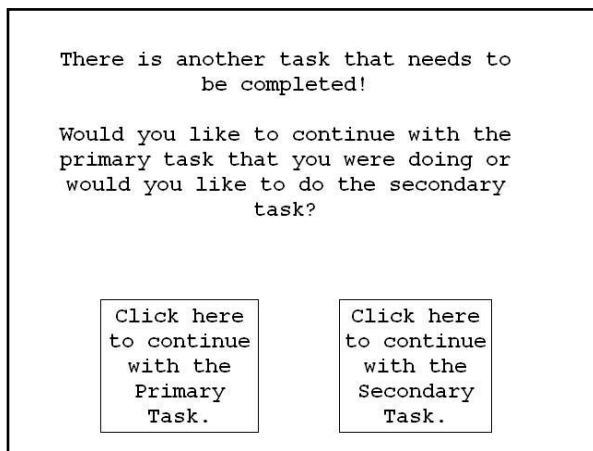 There is another task that needs to
be completed!
Would you like to continue with the
primary task that you were doing or
would you like to do the secondary
task?
Click here
to continue
with the
Primary
Task.
Click here
to continue
with the
Secondary
Task.